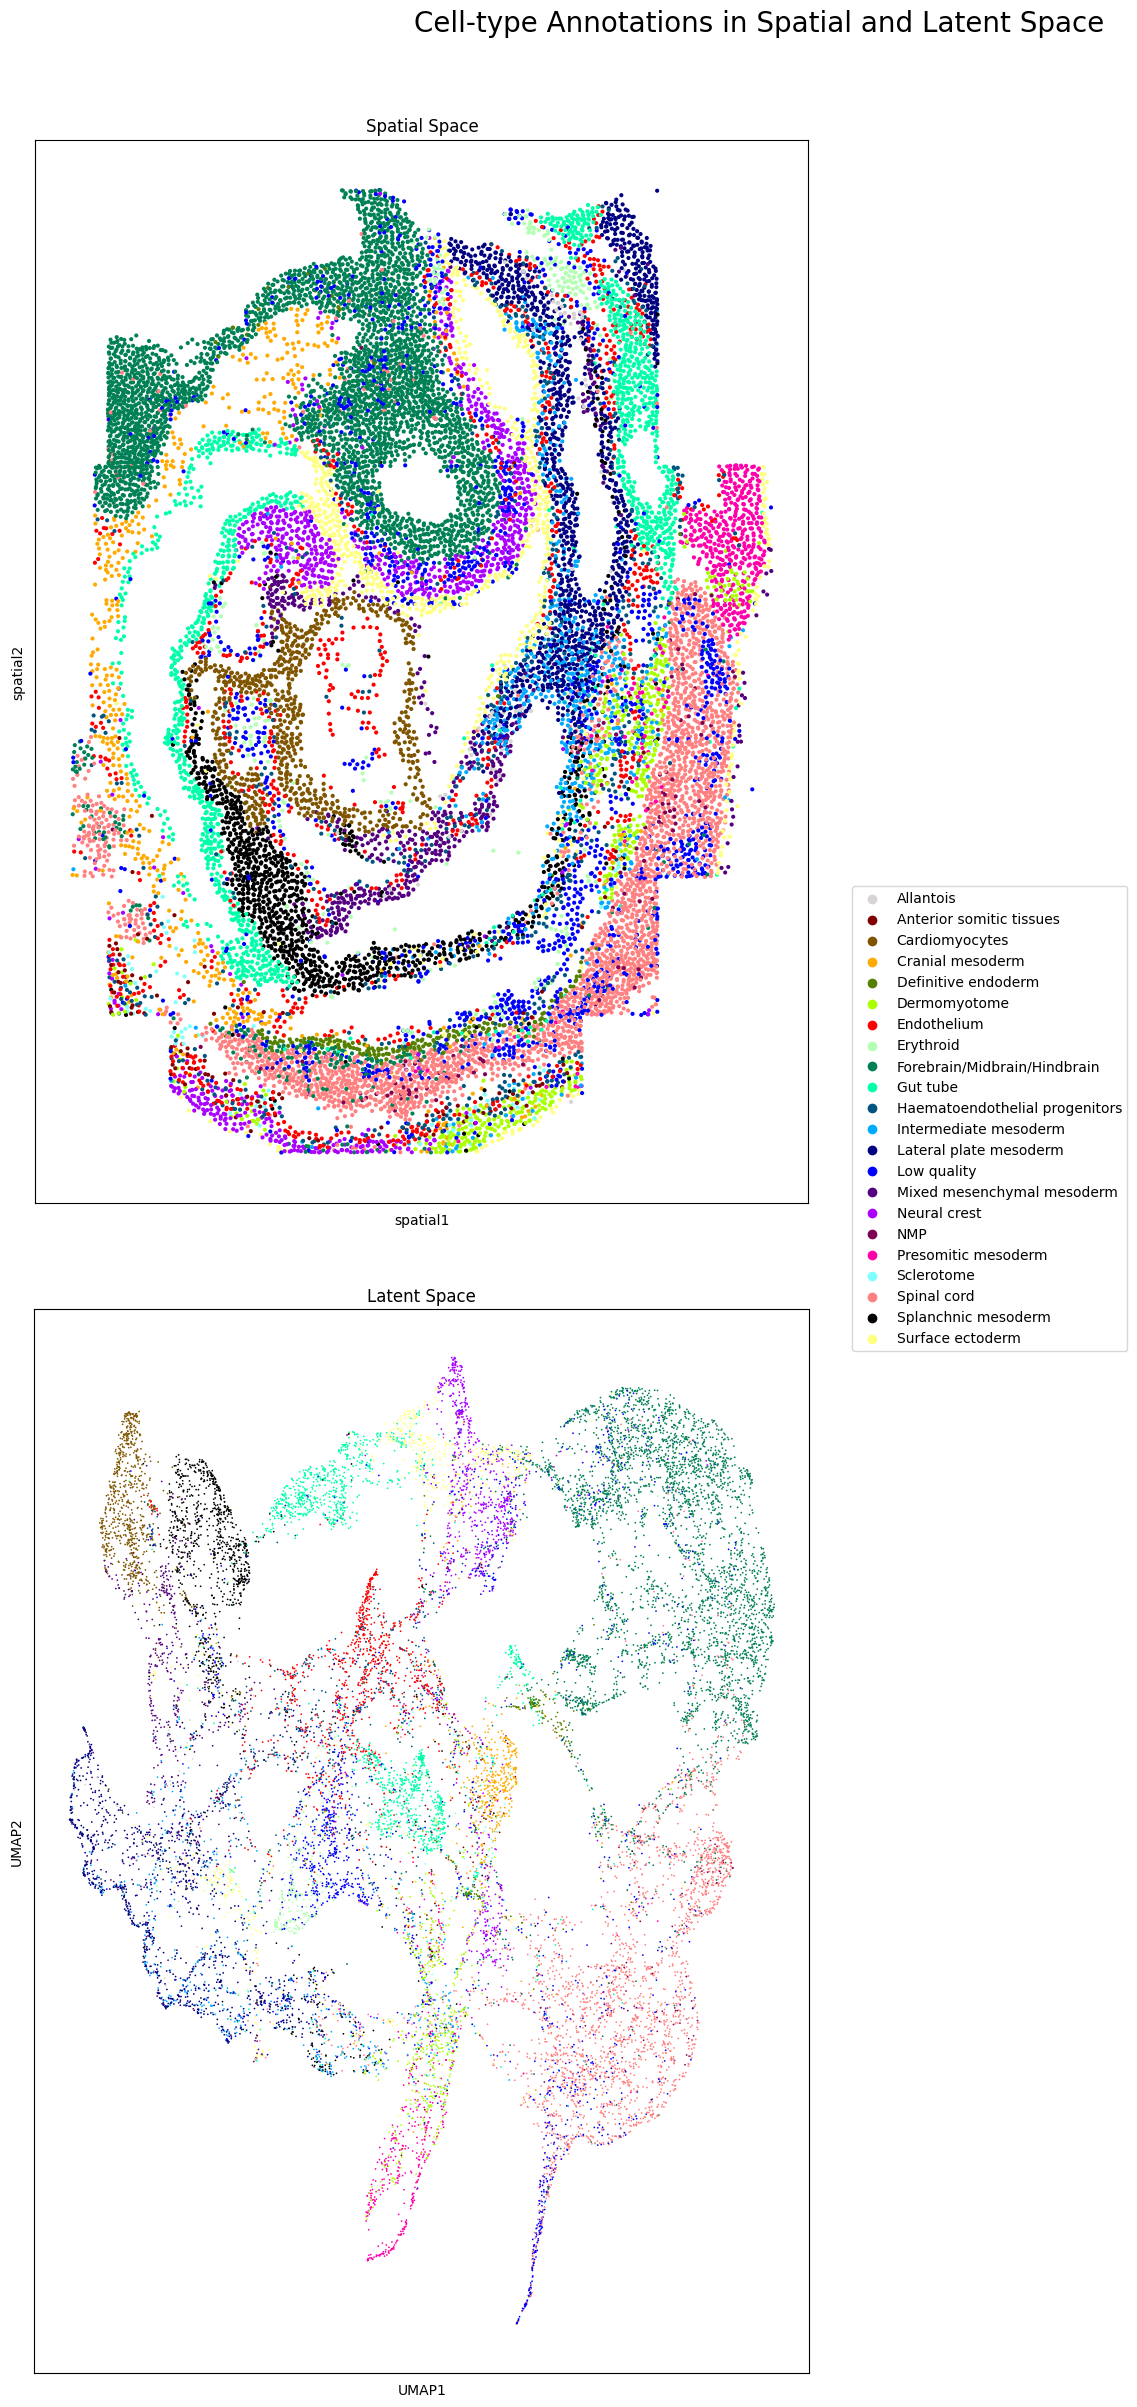 Cell-type Annotations in Spatial and Latent Space
Spatial Space
spatial2
spatial1
Allantois
Anterior somitic tissues
Cardiomyocytes
Cranial mesoderm
Definitive endoderm
Dermomyotome
Endothelium
Erythroid
Forebrain/Midbrain/Hindbrain
Gut tube
Haematoendothelial progenitors
Intermediate mesoderm
Lateral plate mesoderm
Low quality
Mixed mesenchymal mesoderm
Neural crest
NMP
Presomitic mesoderm
Sclerotome
Spinal cord
Splanchnic mesoderm
Surface ectoderm
Latent Space
UMAP2
UMAP1